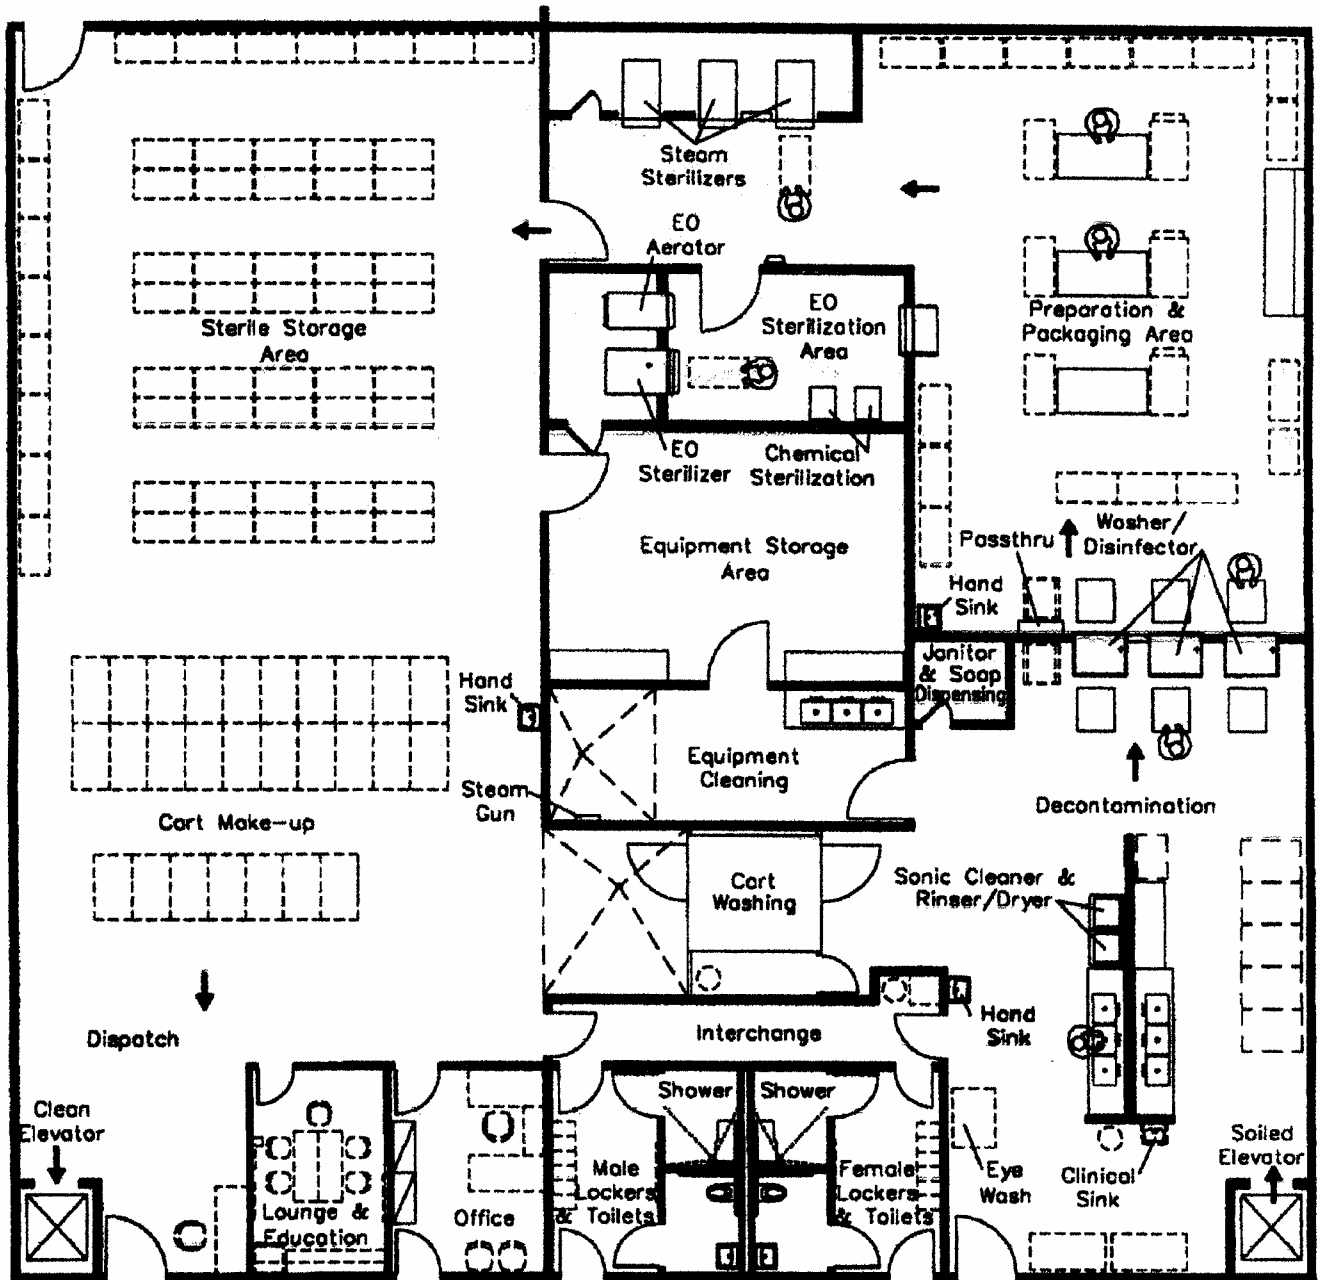 Steam
Sterilizers
EO
Aerator
EO
Sterilization
Area
Sterile Storage
Area
Preparation &
Packaging Area
EO
Sterilizer
Chemical
Sterilization
Equipment Storage
Area
Passthru
Washer/
Disinfector
Hand
Sink
Janitor
& Soap
Dispensing
Hand
Sink
Equipment
Cleaning
Steam
Gun
Cart Make-up
Decontamination
Cart
Washing
Sonic Cleaner &
Rinser/Dryer
Dispatch
Interchange
Hand
Sink
Clean
Elevator
Shower
Shower
Lounge &
Education
Office
Male
Lockers
& Toilets
Female
Lockers
& Toilets
Eye
Wash
Clinical
Sink
Soiled
Elevator